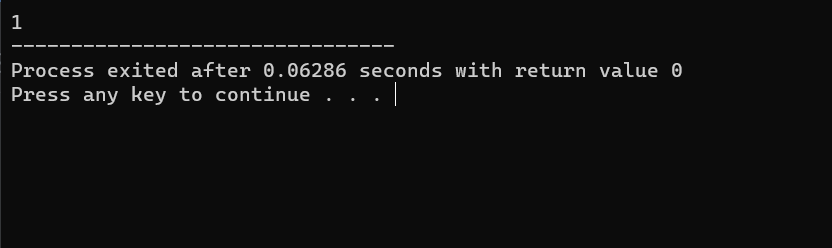 1
--------------------------------
Process exited after 0.06286 seconds with return value 0
Press any key to continue . . .